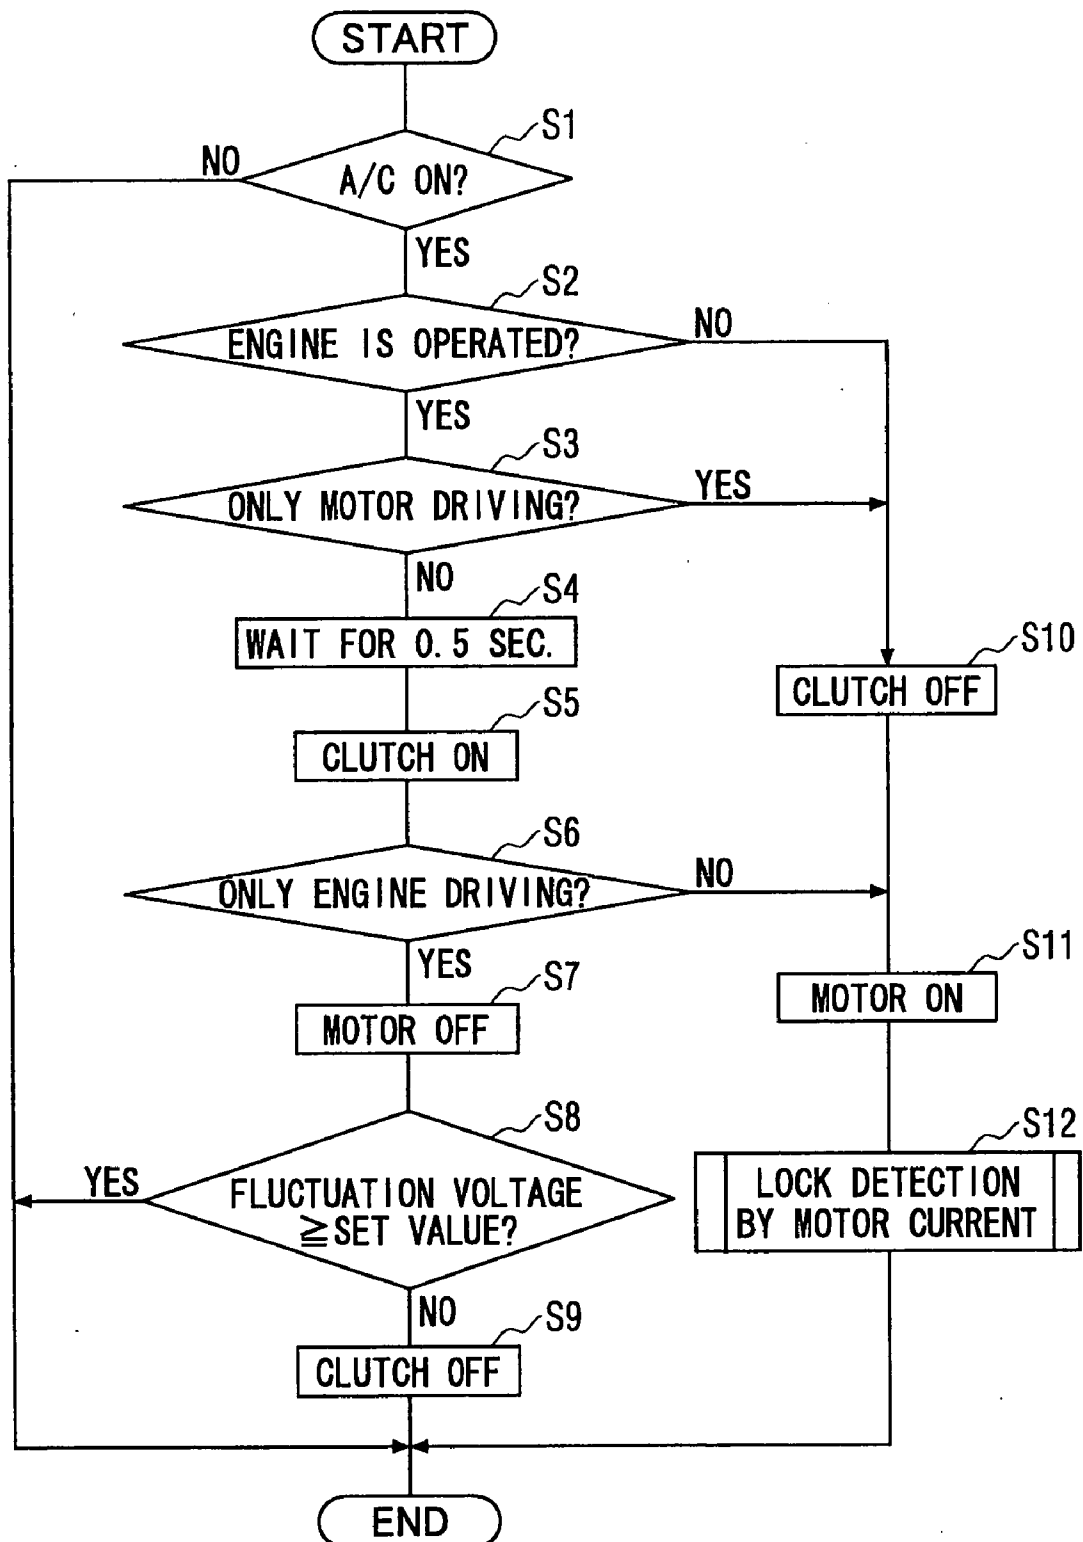 START
S1
NO
A/C ON?
YES
S2
ENGINE IS OPERATED?
NO
YES
S3
ONLY MOTOR DRIVING?
YES
NO
S4
WAIT FOR 0.5 SEC.
S10
CLUTCH OFF
S5
CLUTCH ON
S6
ONLY ENGINE DRIVING?
NO
YES
S7
MOTOR OFF
S11
MOTOR ON
S8
YES
FLUCTUATION VOLTAGE
≧SET VALUE?
S12
LOCK DETECTION
BY MOTOR CURRENT
NO
S9
CLUTCH OFF
END